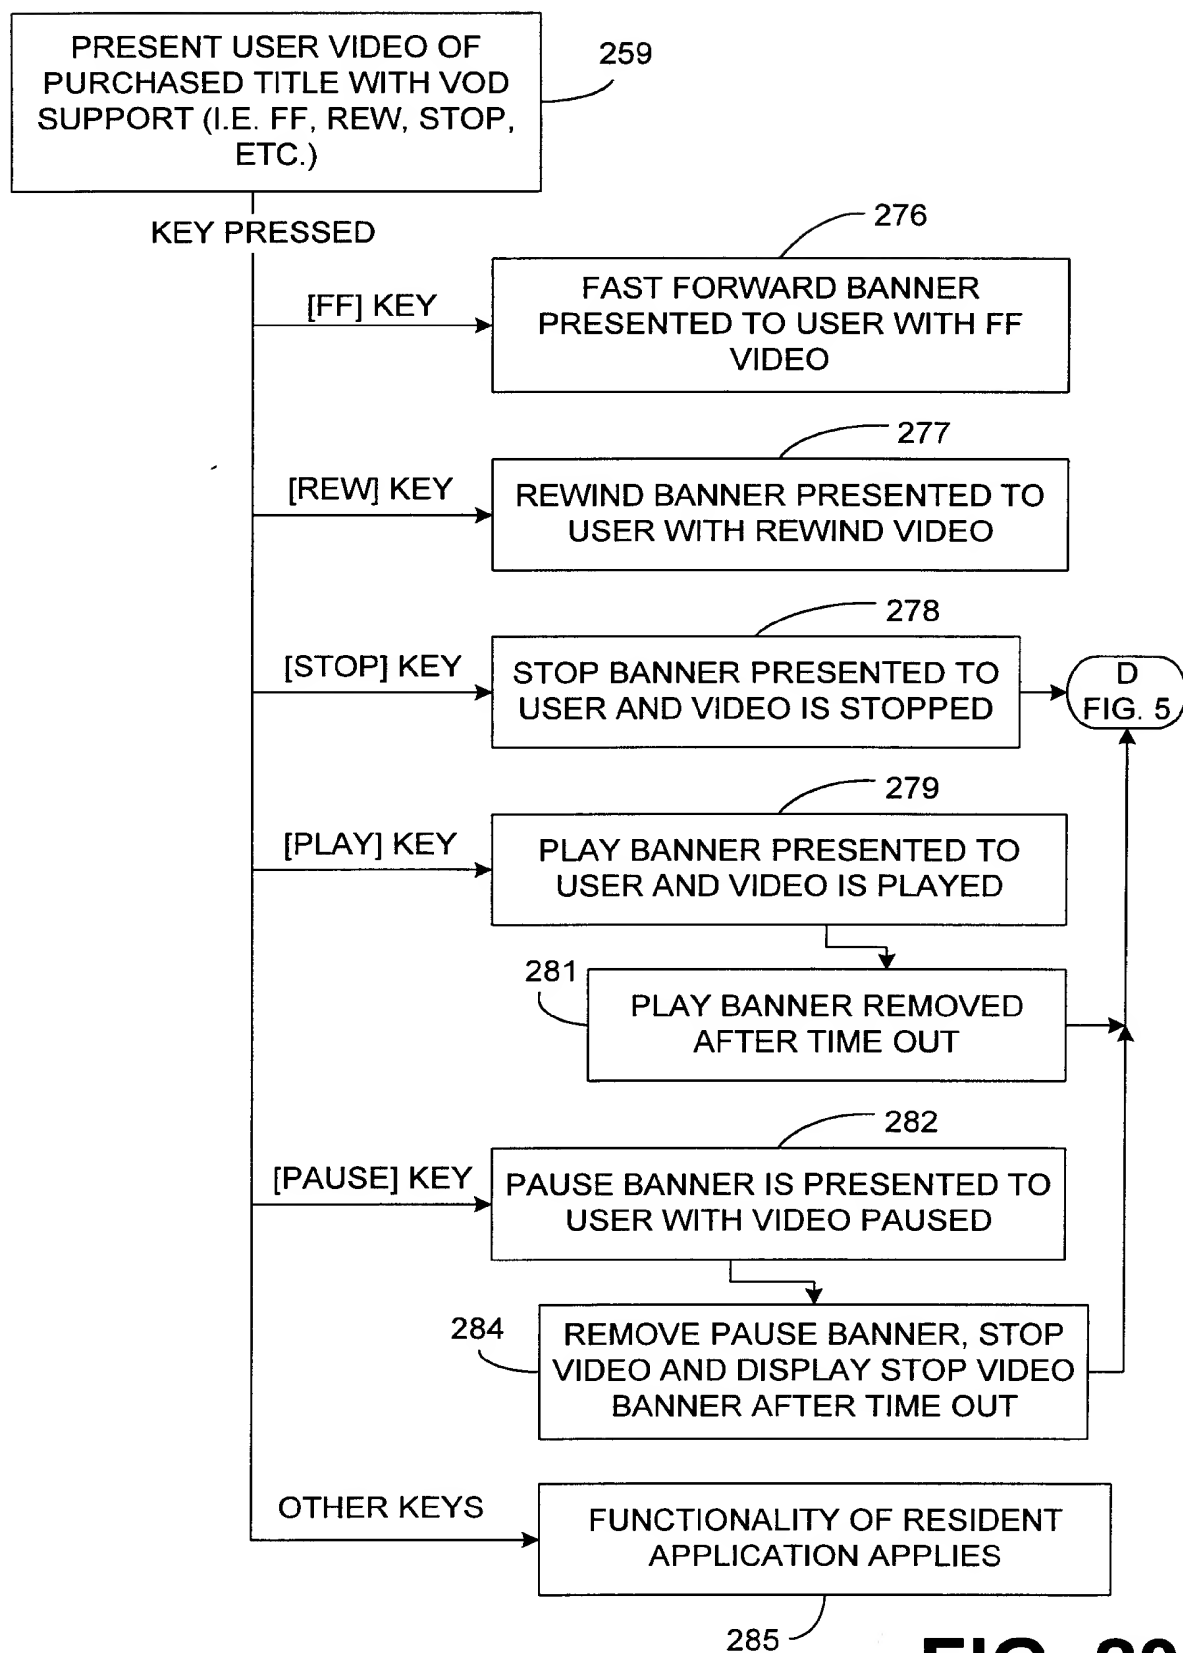 PRESENT USER VIDEO OF
PURCHASED TITLE WITH VOD
SUPPORT (I.E. FF, REW, STOP,
ETC.)
259
KEY PRESSED
276
[FF] KEY
FAST FORWARD BANNER
PRESENTED TO USER WITH FF
VIDEO
277
[REW] KEY
REWIND BANNER PRESENTED TO
USER WITH REWIND VIDEO
278
[STOP] KEY
STOP BANNER PRESENTED TO
USER AND VIDEO IS STOPPED
D
FIG. 5
279
[PLAY] KEY
PLAY BANNER PRESENTED TO
USER AND VIDEO IS PLAYED
281
PLAY BANNER REMOVED
AFTER TIME OUT
282
[PAUSE] KEY
PAUSE BANNER IS PRESENTED TO
USER WITH VIDEO PAUSED
284
REMOVE PAUSE BANNER, STOP
VIDEO AND DISPLAY STOP VIDEO
BANNER AFTER TIME OUT
OTHER KEYS
FUNCTIONALITY OF RESIDENT
APPLICATION APPLIES
285
FIG.